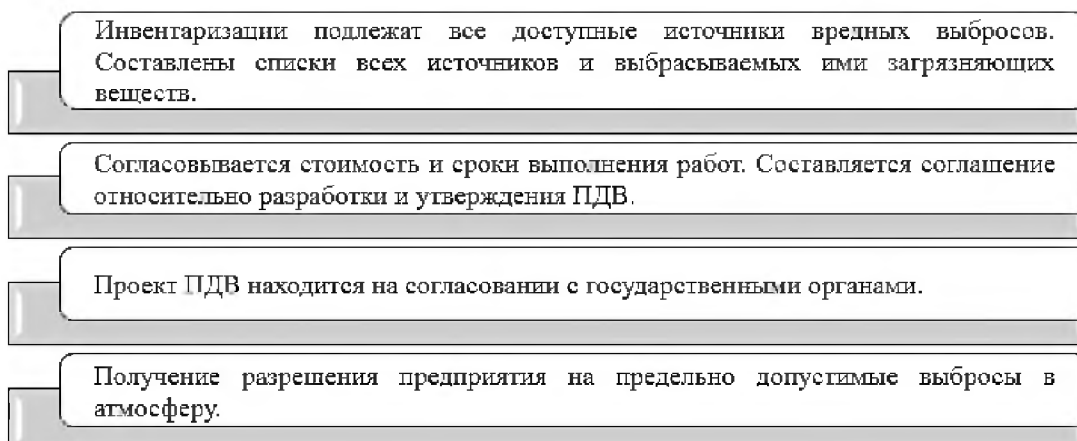 Инвентаризации подлежат все доступные источники вредных выбросов.
Составлены списки всех источников и выбрасываемых ими загрязняющих
веществ.
Согласовывается стоимость и сроки выполнения работ. Составляется соглашение
относительно разработки и утверждения ПДВ.
Проект ПДВ находится на согласовании с государственными органами.
Получение разрешения предприятия на предельно допустимые выбросы в
атмосферу.